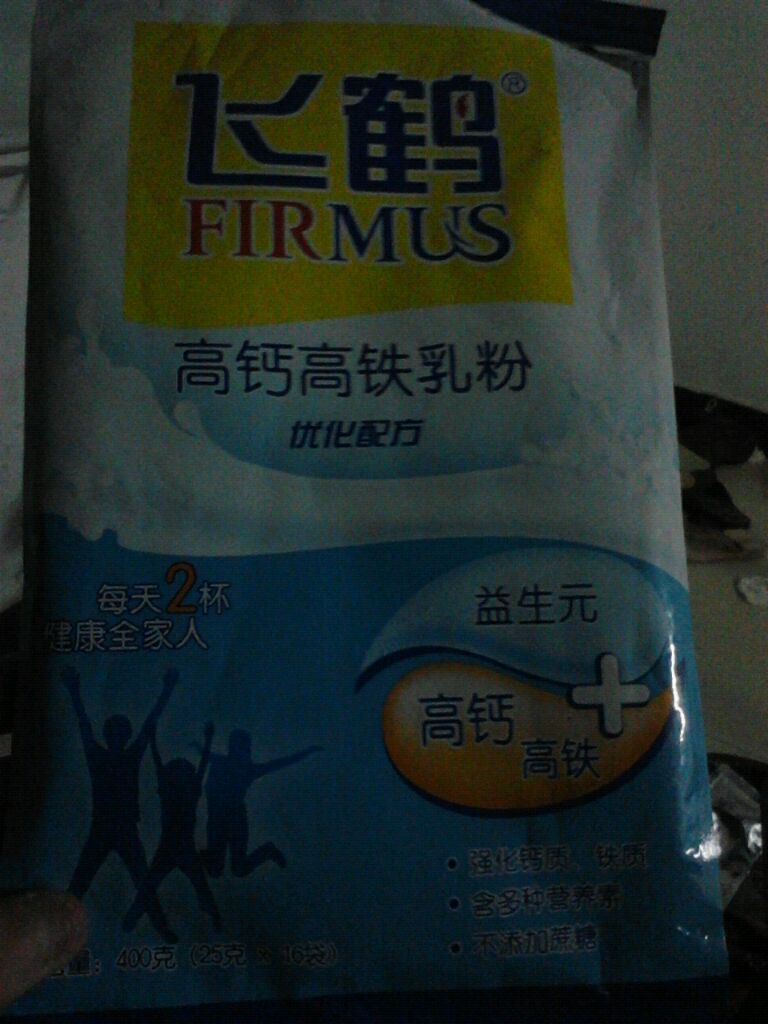 飞鹤®
FIRMUS
高钙高铁乳粉
优化配方
每天2杯
健康全家人
益生元
+
高钙
高铁
• 强化钙质、铁质
• 含多种营养素
• 不添加蔗糖
量：400克（25克 x 16袋）